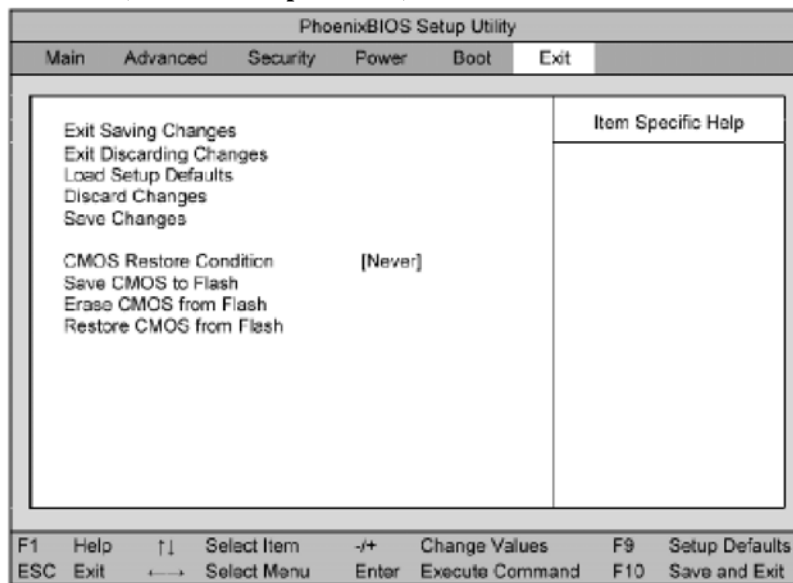 PhoenixBIOS Setup Utility
Main Advanced Security Power Boot Exit
Item Specific Help
Exit Saving Changes
Exit Discarding Changes
Load Setup Defaults
Discard Changes
Save Changes
CMOS Restore Condition [Never]
Save CMOS to Flash
Erase CMOS from Flash
Restore CMOS from Flash
F1 Help ↑↓ Select Item -/+ Change Values F9 Setup Defaults
ESC Exit ←→ Select Menu Enter Execute Command F10 Save and Exit